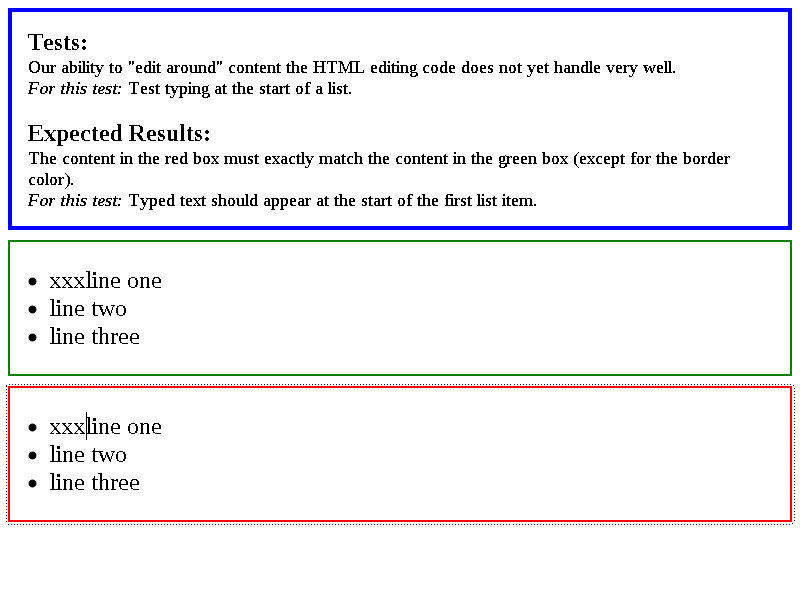 Tests:
Our ability to "edit around" content the HTML editing code does not yet handle very well.
For this test: Test typing at the start of a list.
Expected Results:
The content in the red box must exactly match the content in the green box (except for the border
color).
For this test: Typed text should appear at the start of the first list item.
• xxxline one
• line two
• line three
• xxxline one
• line two
• line three